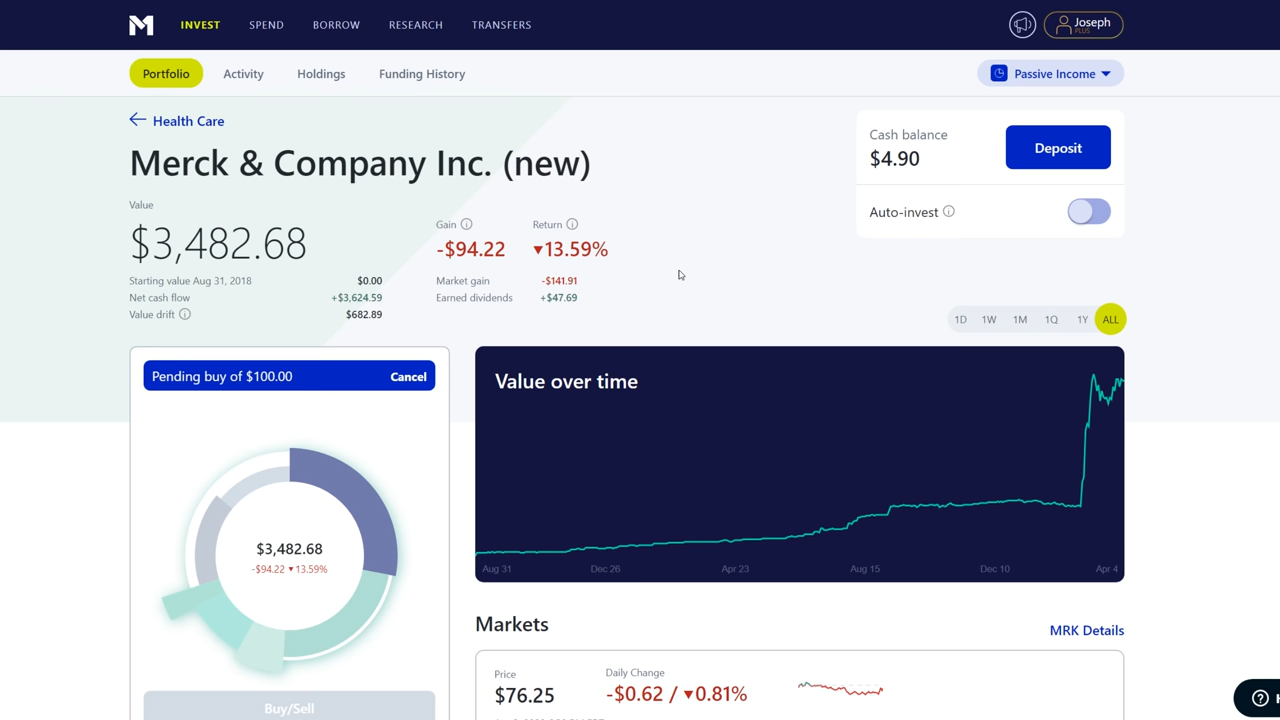 INVEST SPEND BORROW RESEARCH TRANSFERS
Joseph
PLUS
Portfolio Activity Holdings Funding History
Passive Income
Health Care
Merck & Company Inc. (new)
Cash balance
$4.90
Deposit
Auto-invest
Value
$3,482.68
Starting value Aug 31, 2018 $0.00
Net cash flow +$3,624.59
Value drift $682.89
Gain Return
-$94.22 ▼13.59%
Market gain -$141.91
Earned dividends +$47.69
1D 1W 1M 1Q 1Y ALL
Pending buy of $100.00 Cancel
$3,482.68
-$94.22 ▼13.59%
Buy/Sell
Value over time
Aug 31 Dec 26 Apr 23 Aug 15 Dec 10 Apr 4
Markets
MRK Details
Price
$76.25
Daily Change
-$0.62 / ▼0.81%